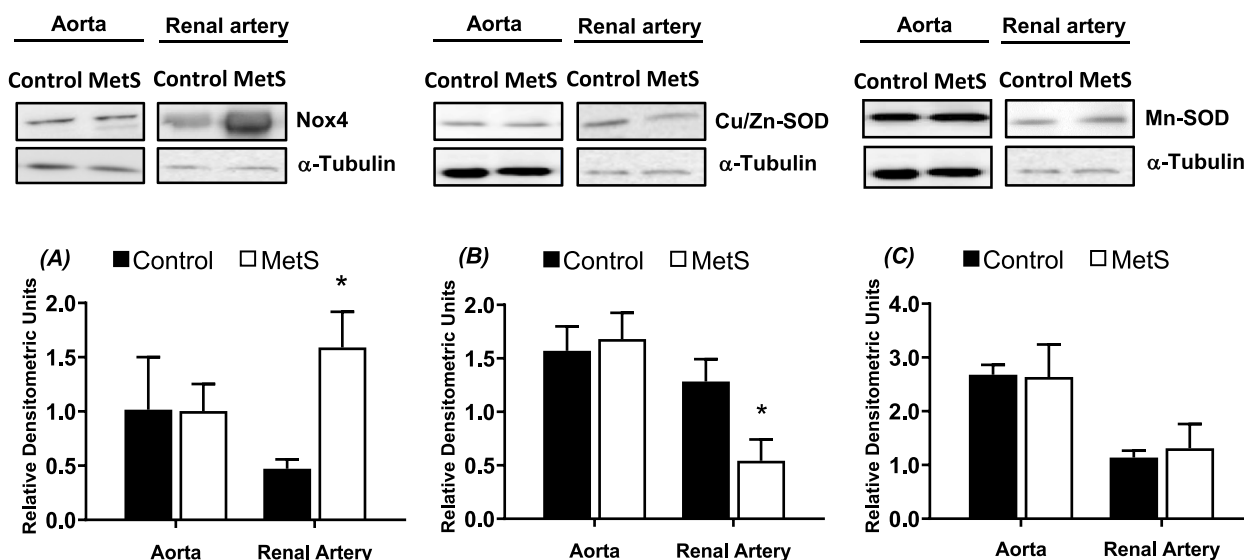 Aorta Renal artery
Control MetS Control MetS
Nox4
α-Tubulin
Aorta Renal artery
Control MetS Control MetS
Cu/Zn-SOD
α-Tubulin
Aorta Renal artery
Control MetS Control MetS
Mn-SOD
α-Tubulin
(A) Control MetS
Relative Densitometric Units
2.0
1.5
1.0
0.5
0.0
*
Aorta Renal Artery
(B) Control MetS
Relative Densitometric Units
2.0
1.5
1.0
0.5
0.0
*
Aorta Renal Artery
(C) Control MetS
Relative Densitometric Units
4.0
3.0
2.0
1.0
0.0
Aorta Renal Artery